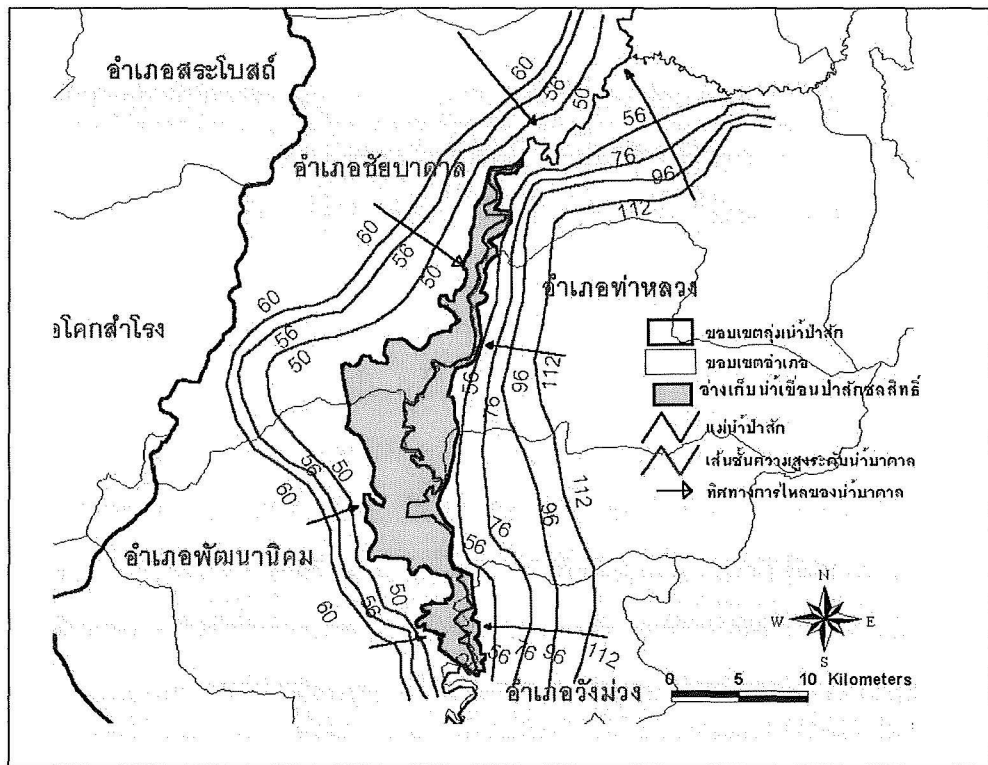 อำเภอสระโบสถ์
60
56
50
56
76
96
112
อำเภอชัยบาดาล
60
56
50
60
56
50
อำเภอท่าหลวง
อโคกสำโรง
ขอบเขตลุ่มน้ำป่าสัก
ขอบเขตอำเภอ
อ่างเก็บน้ำเขื่อนป่าสักชลสิทธิ์
แม่น้ำป่าสัก
เส้นชั้นความสูงระดับน้ำบาดาล
ทิศทางการไหลของน้ำบาดาล
56
76
96
112
56
50
60
112
96
76
56
อำเภอพัฒนานิคม
50
56
60
56
76
96
112
N
W
E
S
อำเภอวังม่วง
0 5 10 Kilometers